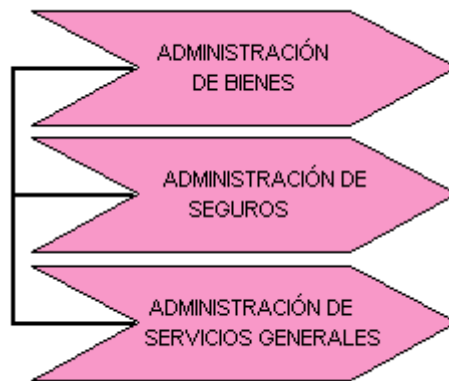 ADMINISTRACIÓN
DE BIENES
ADMINISTRACIÓN DE
SEGUROS
ADMINISTRACIÓN DE
SERVICIOS GENERALES